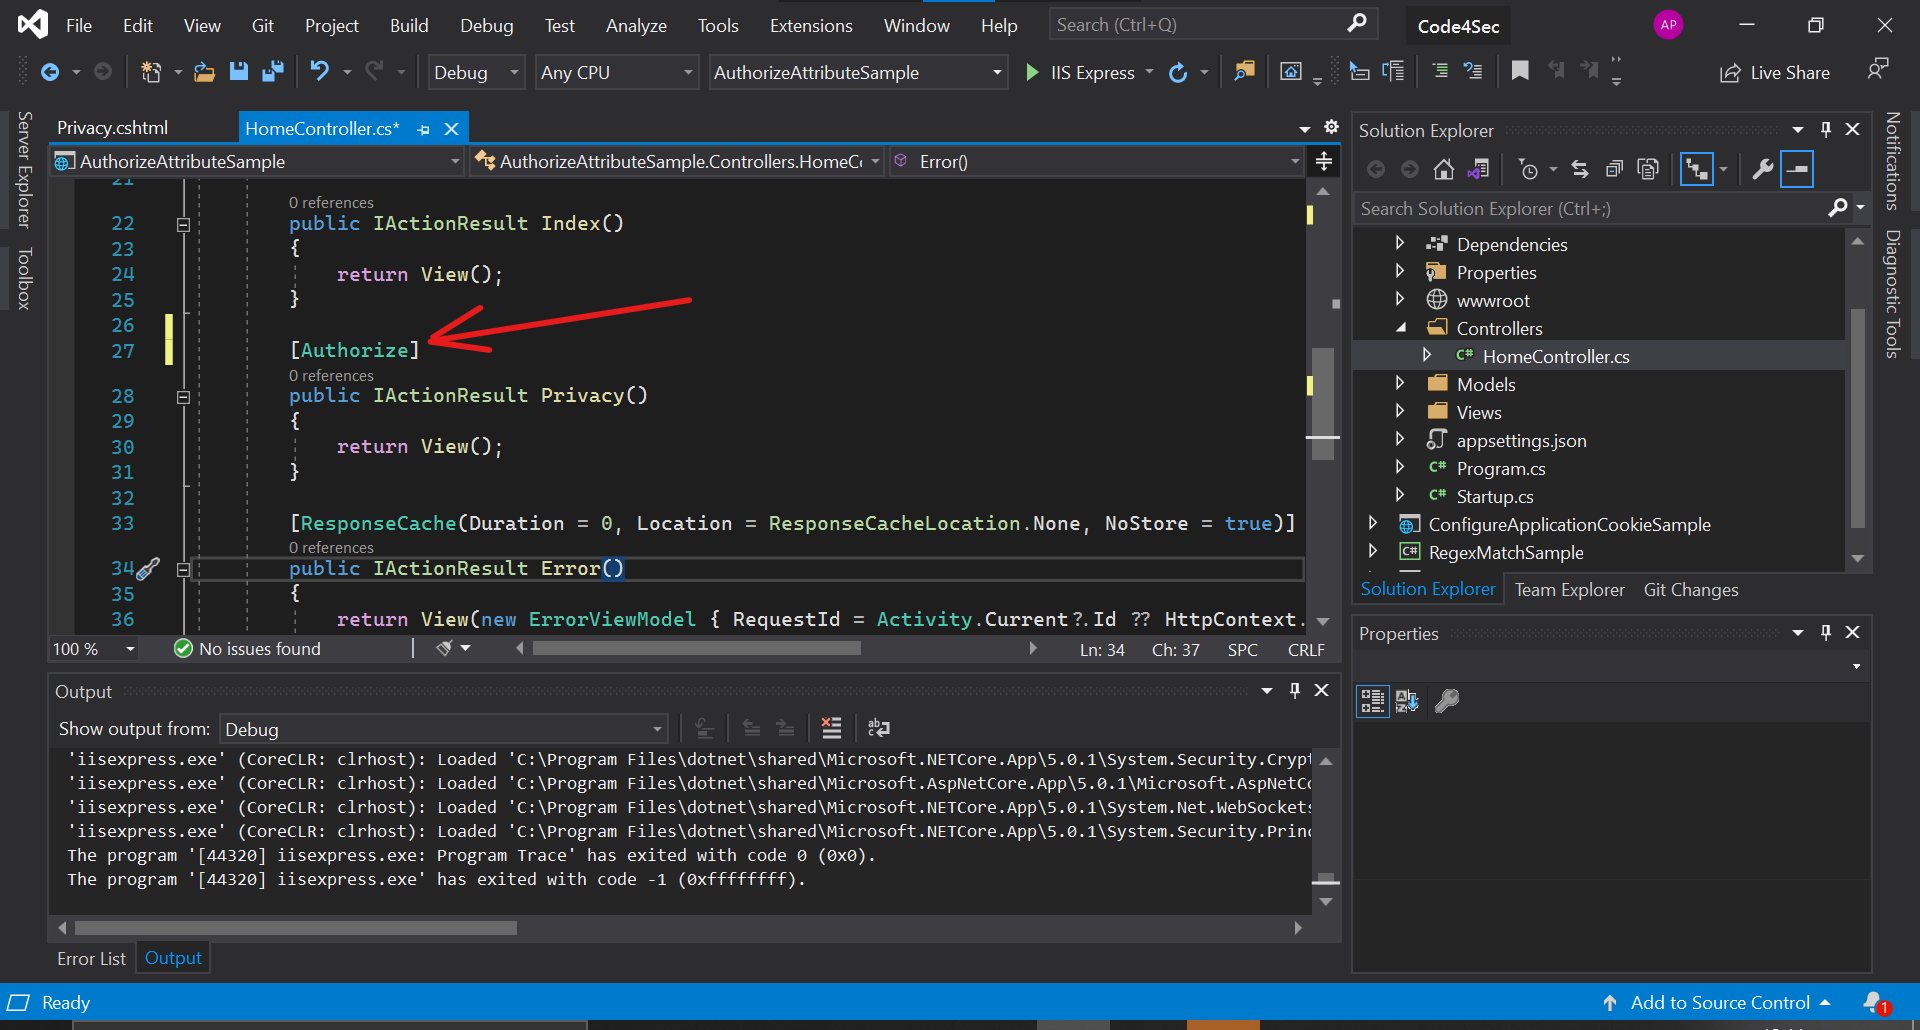 File Edit View Git Project Build Debug Test Analyze Tools Extensions Window Help Search (Ctrl+Q) Code4Sec AP
Debug Any CPU AuthorizeAttributeSample IIS Express Live Share
Server Explorer
Toolbox
Privacy.cshtml HomeController.cs*
AuthorizeAttributeSample AuthorizeAttributeSample.Controllers.HomeCo Error()
21
0 references
22 public IActionResult Index()
23 {
24 return View();
25 }
26
27 [Authorize]
0 references
28 public IActionResult Privacy()
29 {
30 return View();
31 }
32
33 [ResponseCache(Duration = 0, Location = ResponseCacheLocation.None, NoStore = true)]
0 references
34 public IActionResult Error()
35 {
36 return View(new ErrorViewModel { RequestId = Activity.Current?.Id ?? HttpContext.
100 % No issues found Ln: 34 Ch: 37 SPC CRLF
Output
Show output from: Debug
'iisexpress.exe' (CoreCLR: clrhost): Loaded 'C:\Program Files\dotnet\shared\Microsoft.NETCore.App\5.0.1\System.Security.Crypt
'iisexpress.exe' (CoreCLR: clrhost): Loaded 'C:\Program Files\dotnet\shared\Microsoft.AspNetCore.App\5.0.1\Microsoft.AspNetCo
'iisexpress.exe' (CoreCLR: clrhost): Loaded 'C:\Program Files\dotnet\shared\Microsoft.NETCore.App\5.0.1\System.Net.WebSockets
'iisexpress.exe' (CoreCLR: clrhost): Loaded 'C:\Program Files\dotnet\shared\Microsoft.NETCore.App\5.0.1\System.Security.Princ
The program '[44320] iisexpress.exe: Program Trace' has exited with code 0 (0x0).
The program '[44320] iisexpress.exe' has exited with code -1 (0xffffffff).
Error List Output
Solution Explorer
Search Solution Explorer (Ctrl+;)
Dependencies
Properties
wwwroot
Controllers
C# HomeController.cs
Models
Views
appsettings.json
C# Program.cs
C# Startup.cs
ConfigureApplicationCookieSample
C# RegexMatchSample
Solution Explorer Team Explorer Git Changes
Properties
Notifications
Diagnostic Tools
Ready Add to Source Control 1